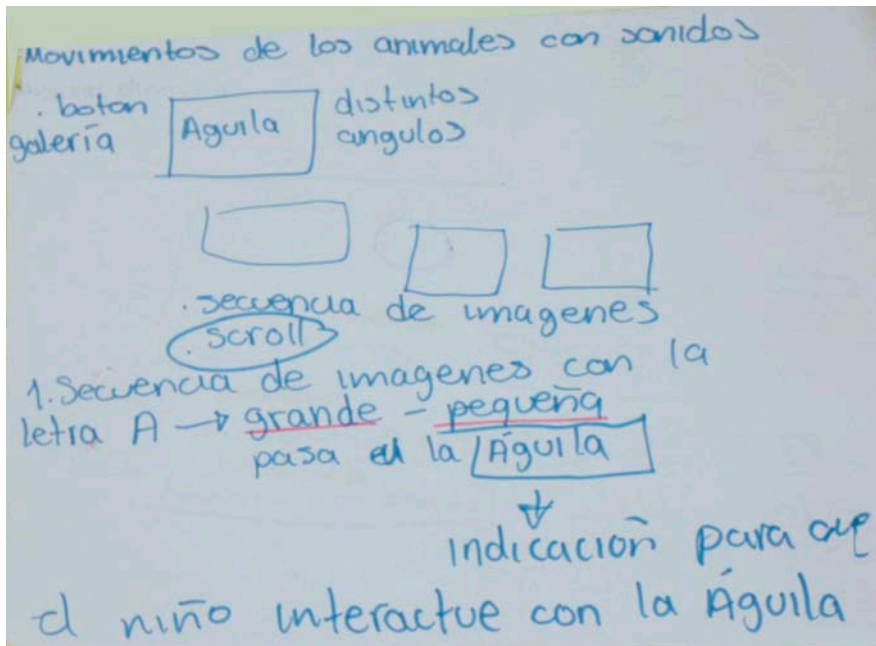 Movimientos de los animales con sonidos
. boton
galería
Aguila
distintos
angulos
. secuencia de imagenes
. scroll
1. Secuencia de imagenes con la
letra A → grande - pequeña
pasa la Águila
indicación para que
el niño interactue con la Águila